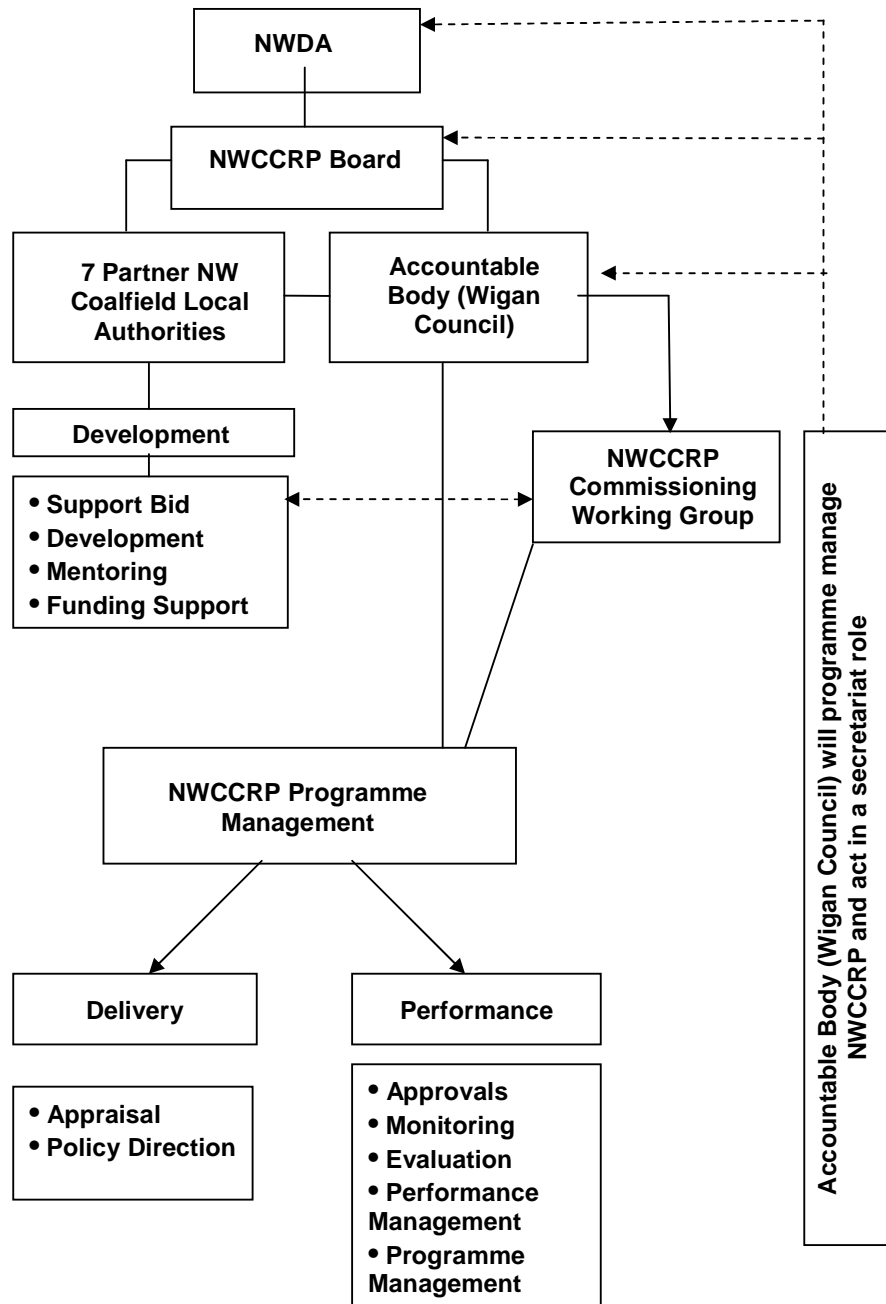 NWDA
NWCCRP Board
7 Partner NW
Coalfield Local
Authorities
Accountable
Body (Wigan
Council)
Development
• Support Bid
• Development
• Mentoring
• Funding Support
NWCCRP
Commissioning
Working Group
NWCCRP Programme
Management
Delivery
Performance
• Appraisal
• Policy Direction
• Approvals
• Monitoring
• Evaluation
• Performance
Management
• Programme
Management
Accountable Body (Wigan Council) will programme manage
NWCCRP and act in a secretariat role